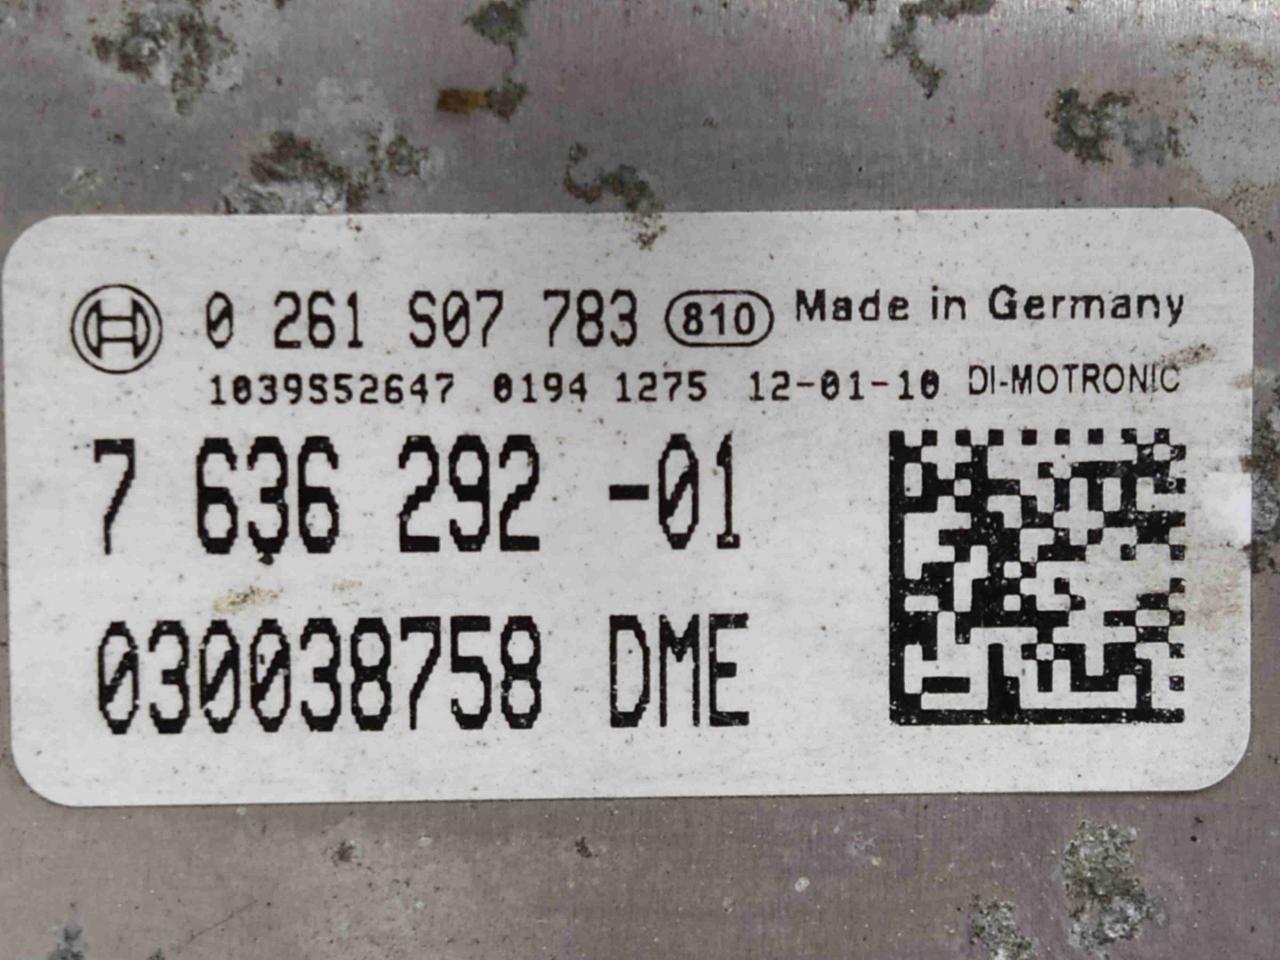 0 261 S07 783 810 Made in Germany
1039S52647 0194 1275 12-01-10 DI-MOTRONIC
7 636 292 -01
030038758 DME